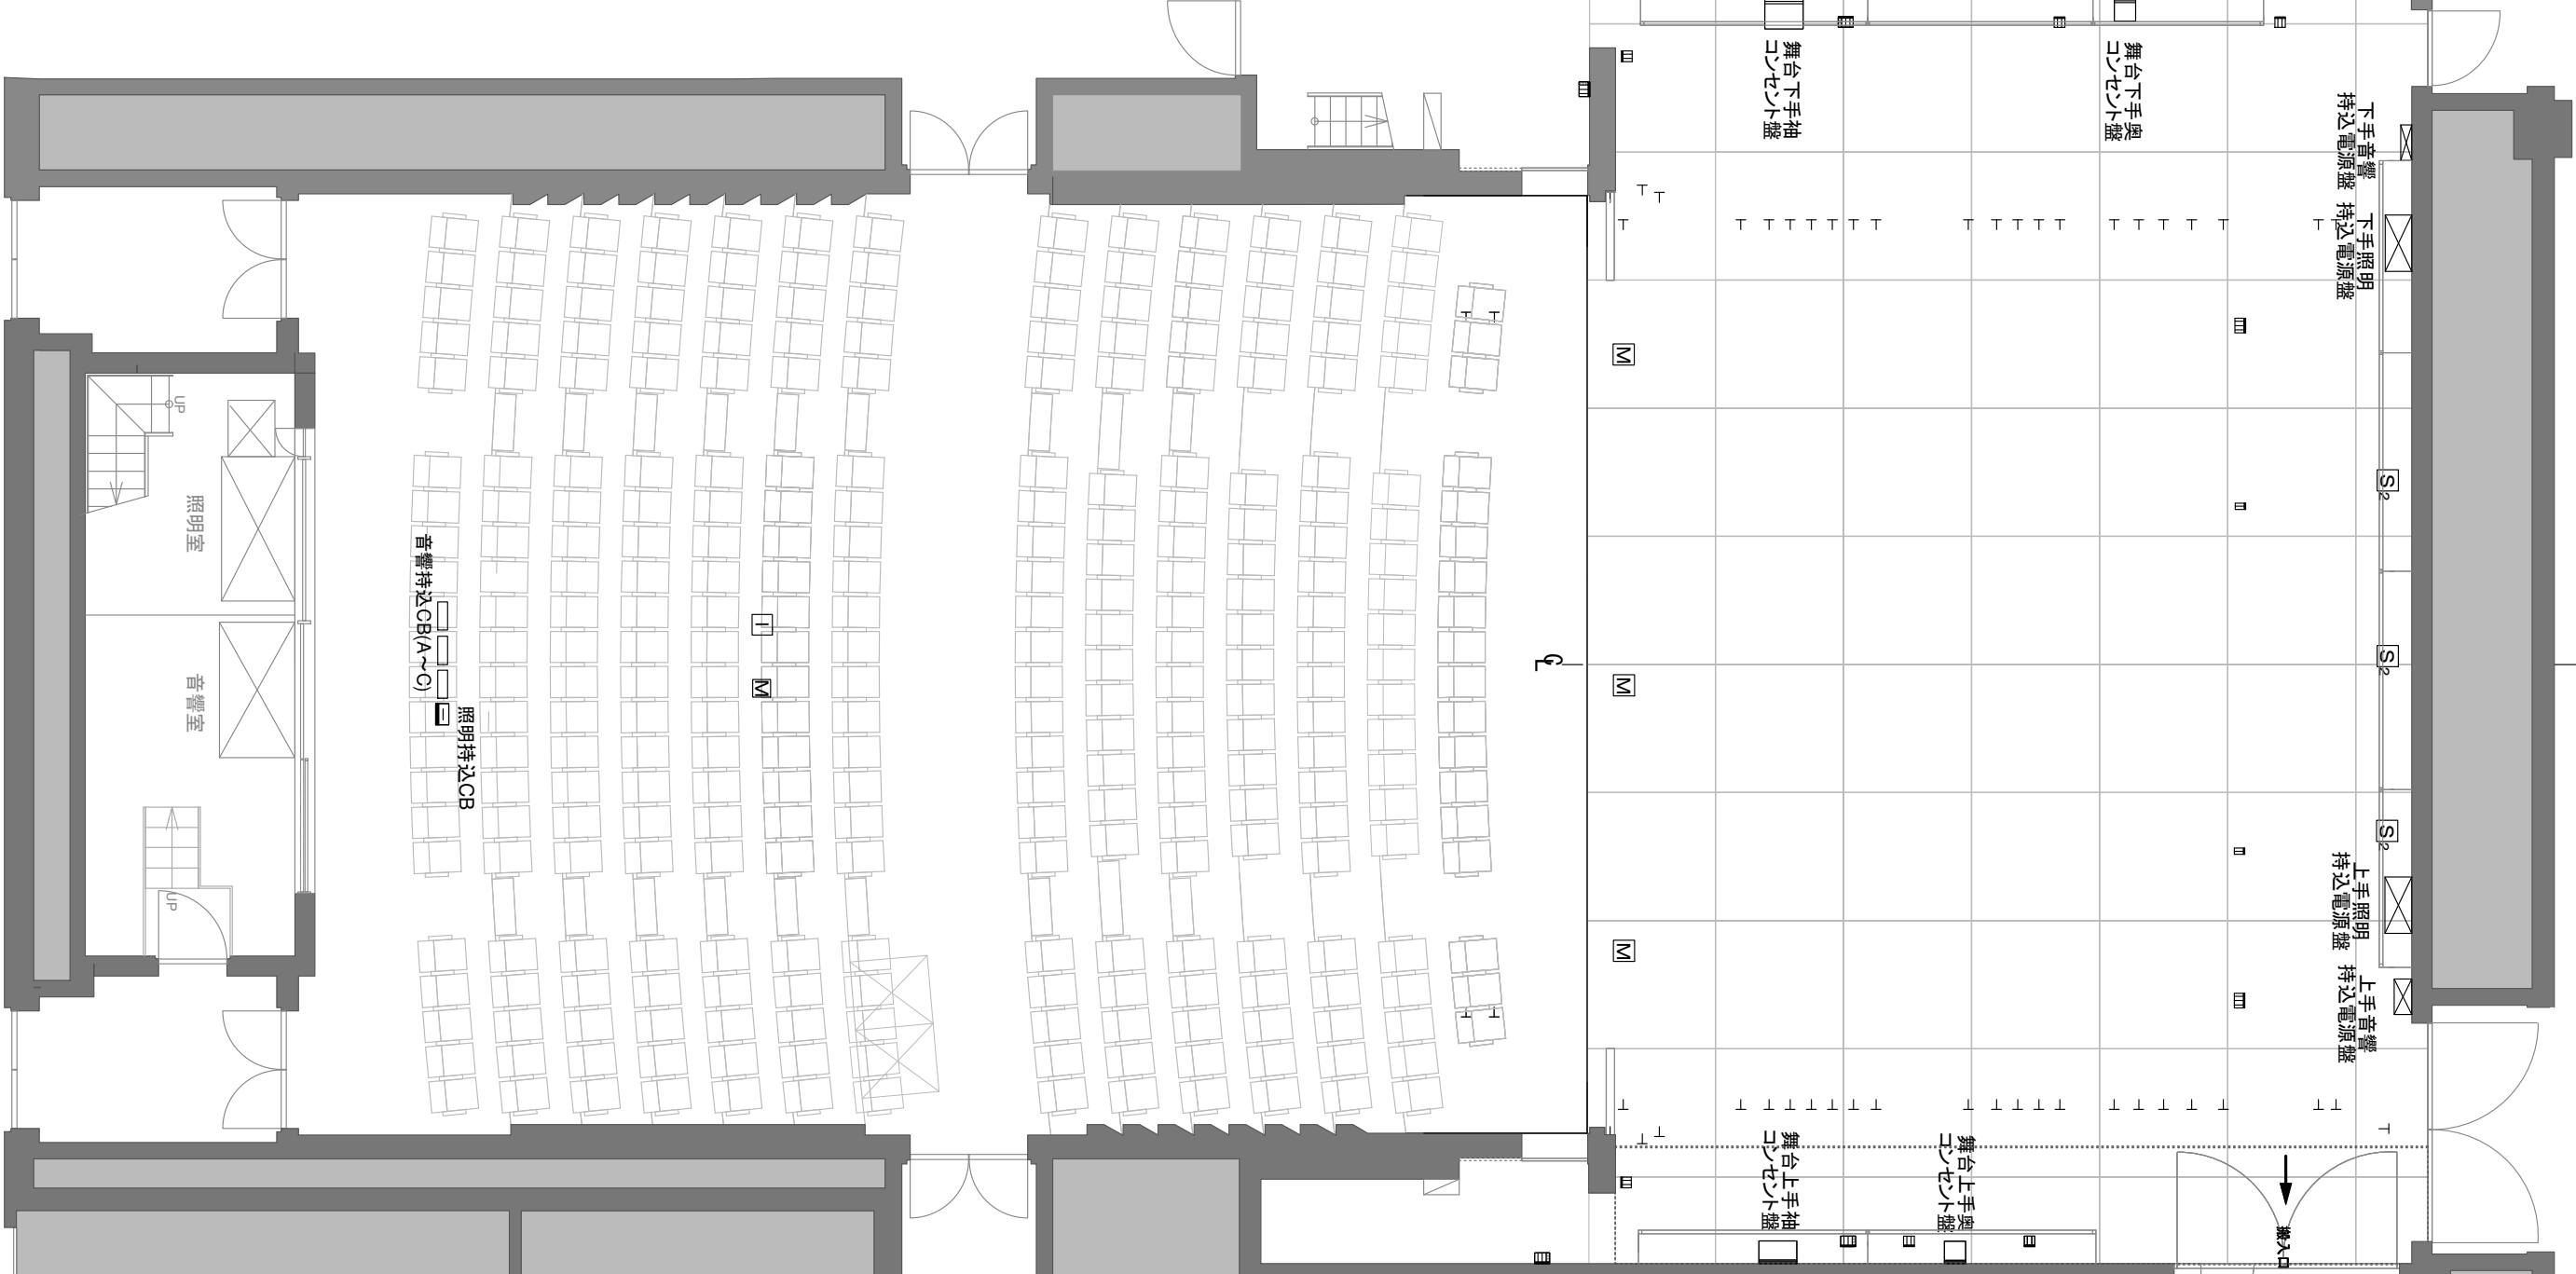 舞台下手袖
コンセント盤
舞台下手奥
コンセント盤
下手音響
持込電源盤
下手照明
持込電源盤
M
UP
照明室
S2
音響持込CB(A～C)
I
M
CL
M
S2
音響室
照明持込CB
S2
上手照明
持込電源盤
UP
M
上手音響
持込電源盤
舞台上手袖
コンセント盤
舞台上手奥
コンセント盤
搬入口